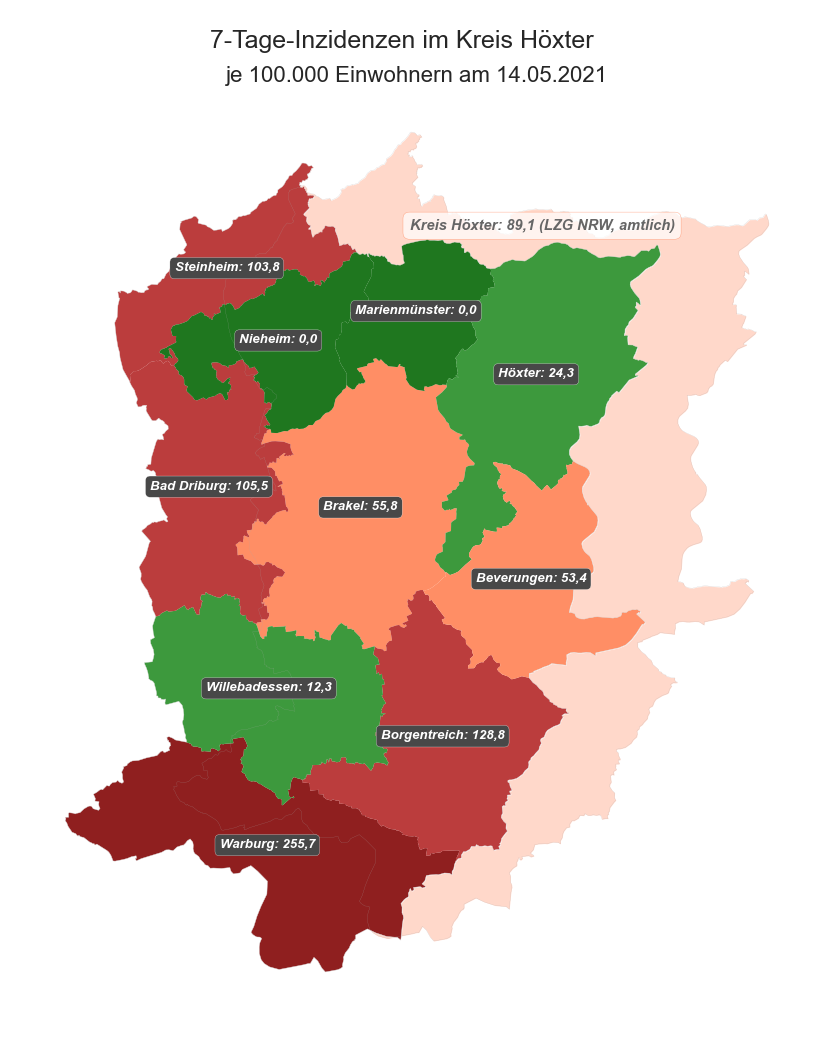 7-Tage-Inzidenzen im Kreis Höxter
je 100.000 Einwohnern am 14.05.2021
Kreis Höxter: 89,1 (LZG NRW, amtlich)
Steinheim: 103,8
Marienmünster: 0,0
Nieheim: 0,0
Höxter: 24,3
Bad Driburg: 105,5
Brakel: 55,8
Beverungen: 53,4
Willebadessen: 12,3
Borgentreich: 128,8
Warburg: 255,7